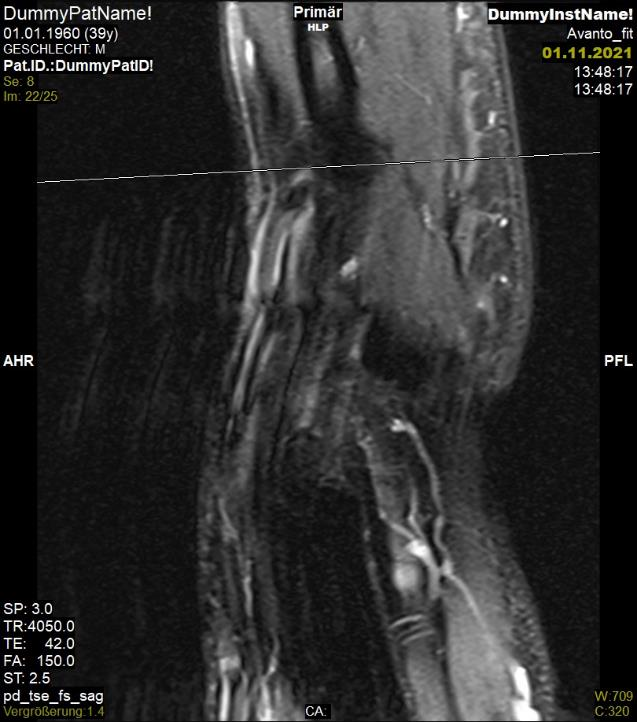 DummyPatName!
01.01.1960 (39y)
GESCHLECHT: M
Pat.ID.:DummyPatID!
Se: 8
Im: 22/25
Primär
HLP
DummyInstName!
Avanto_fit
01.11.2021
13:48:17
13:48:17
AHR
PFL
SP: 3.0
TR:4050.0
TE: 42.0
FA: 150.0
ST: 2.5
pd_tse_fs_sag
Vergrößerung:1.4
CA:
W:709
C:320